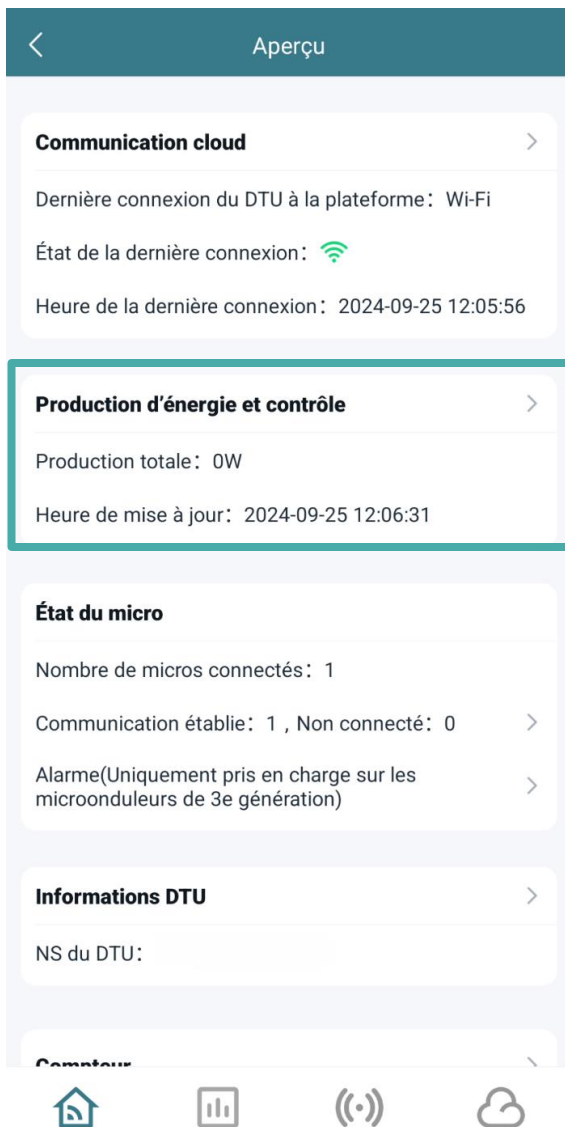 Aperçu
Communication cloud
Dernière connexion du DTU à la plateforme: Wi-Fi
État de la dernière connexion:
Heure de la dernière connexion: 2024-09-25 12:05:56
Production d'énergie et contrôle
Production totale: 0W
Heure de mise à jour: 2024-09-25 12:06:31
État du micro
Nombre de micros connectés: 1
Communication établie: 1 , Non connecté: 0
Alarme(Uniquement pris en charge sur les
microonduleurs de 3e génération)
Informations DTU
NS du DTU:
Compteur